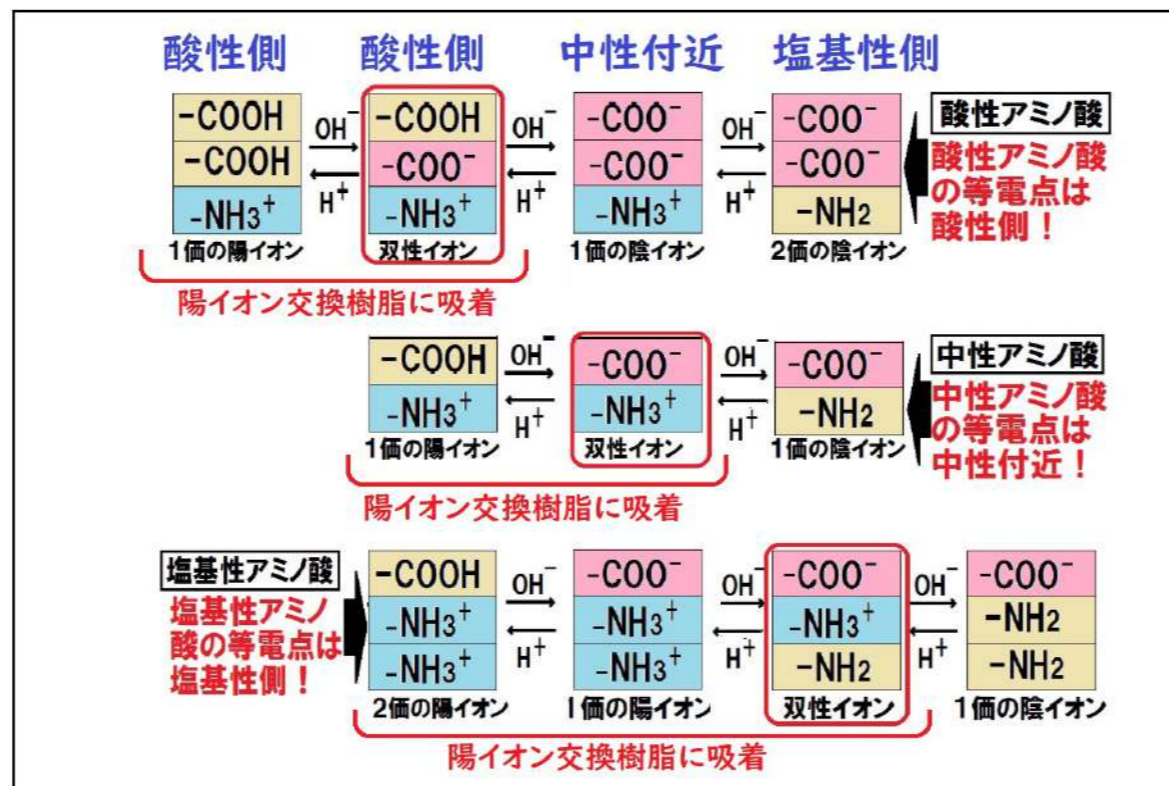 酸性側 酸性側 中性付近 塩基性側
-COOH -COOH -COO⁻ -COO⁻
OH⁻ OH⁻ OH⁻
-COOH -COO⁻ -COO⁻ -COO⁻
H⁺ H⁺ H⁺
-NH3⁺ -NH3⁺ -NH3⁺ -NH2
1価の陽イオン 双性イオン 1価の陰イオン 2価の陰イオン
酸性アミノ酸
酸性アミノ酸
の等電点は
酸性側！
陽イオン交換樹脂に吸着
-COOH -COO⁻ -COO⁻
OH⁻ OH⁻
H⁺ H⁺
-NH3⁺ -NH3⁺ -NH2
1価の陽イオン 双性イオン 1価の陰イオン
中性アミノ酸
中性アミノ酸
の等電点は
中性付近！
陽イオン交換樹脂に吸着
塩基性アミノ酸
塩基性アミノ
酸の等電点は
塩基性側！
-COOH -COO⁻ -COO⁻ -COO⁻
OH⁻ OH⁻ OH⁻
-NH3⁺ -NH3⁺ -NH3⁺ -NH2
H⁺ H⁺ H⁺
-NH3⁺ -NH3⁺ -NH2 -NH2
2価の陽イオン 1価の陽イオン 双性イオン 1価の陰イオン
陽イオン交換樹脂に吸着